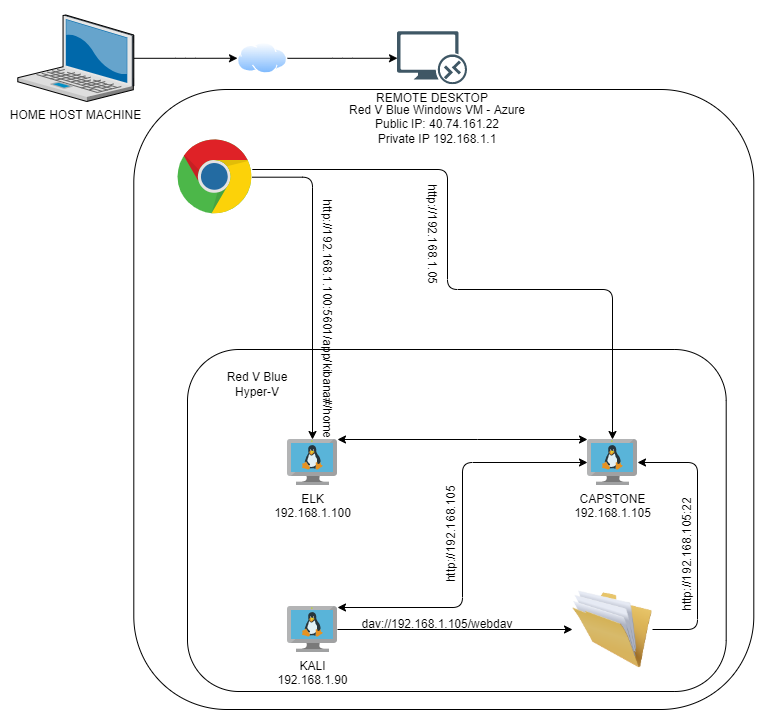 HOME HOST MACHINE
REMOTE DESKTOP
Red V Blue Windows VM - Azure
Public IP: 40.74.161.22
Private IP 192.168.1.1
http://192.168.1.100:5601/app/kibana#/home
http://192.168.1.05
Red V Blue
Hyper-V
ELK
192.168.1.100
CAPSTONE
192.168.1.105
http://192.168.105
http://192.168.105:22
dav://192.168.1.105/webdav
KALI
192.168.1.90